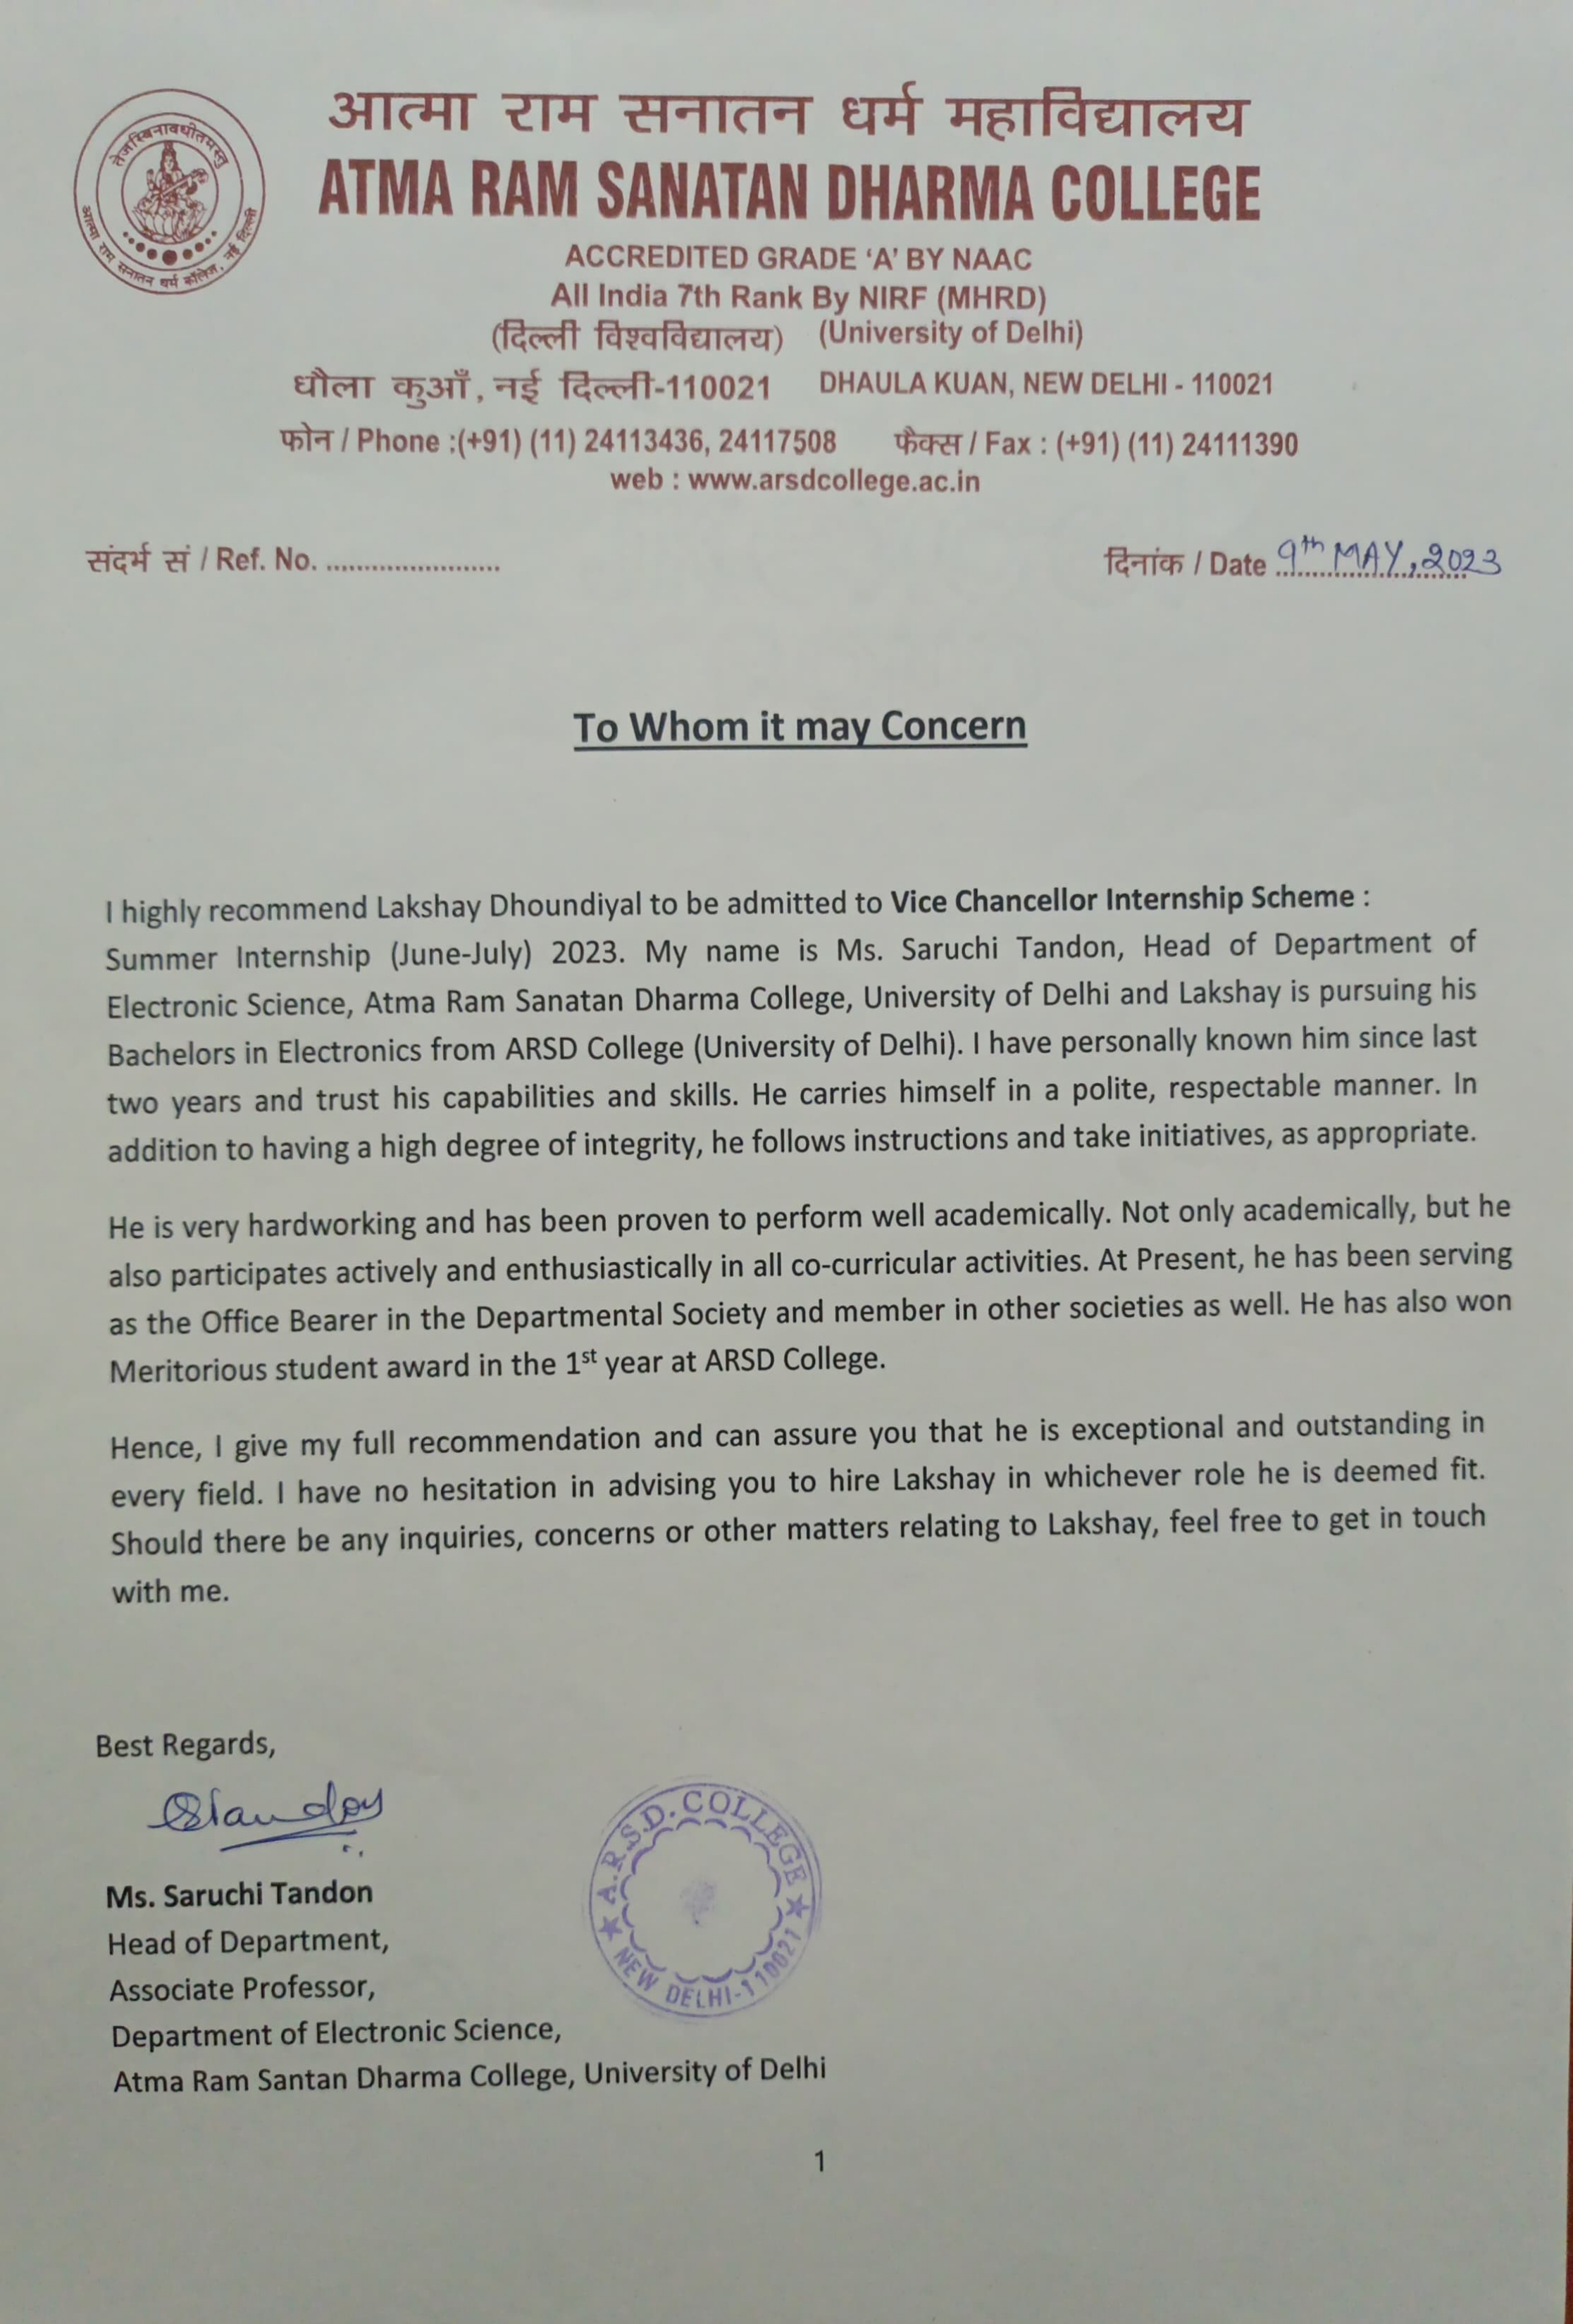 आत्मा राम सनातन धर्म महाविद्यालय
ATMA RAM SANATAN DHARMA COLLEGE
ACCREDITED GRADE ‘A’ BY NAAC
All India 7th Rank By NIRF (MHRD)
(दिल्ली विश्वविद्यालय) (University of Delhi)
धौला कुआँ, नई दिल्ली-110021 DHAULA KUAN, NEW DELHI - 110021
फोन / Phone :(+91) (11) 24113436, 24117508 फैक्स / Fax : (+91) (11) 24111390
web : www.arsdcollege.ac.in
तेजस्विनावधीतमस्तु
आत्मा राम सनातन धर्म कॉलेज, नई दिल्ली
संदर्भ सं / Ref. No. .......................
दिनांक / Date 9th MAY, 2023
To Whom it may Concern
I highly recommend Lakshay Dhoundiyal to be admitted to Vice Chancellor Internship Scheme :
Summer Internship (June-July) 2023. My name is Ms. Saruchi Tandon, Head of Department of
Electronic Science, Atma Ram Sanatan Dharma College, University of Delhi and Lakshay is pursuing his
Bachelors in Electronics from ARSD College (University of Delhi). I have personally known him since last
two years and trust his capabilities and skills. He carries himself in a polite, respectable manner. In
addition to having a high degree of integrity, he follows instructions and take initiatives, as appropriate.
He is very hardworking and has been proven to perform well academically. Not only academically, but he
also participates actively and enthusiastically in all co-curricular activities. At Present, he has been serving
as the Office Bearer in the Departmental Society and member in other societies as well. He has also won
Meritorious student award in the 1st year at ARSD College.
Hence, I give my full recommendation and can assure you that he is exceptional and outstanding in
every field. I have no hesitation in advising you to hire Lakshay in whichever role he is deemed fit.
Should there be any inquiries, concerns or other matters relating to Lakshay, feel free to get in touch
with me.
Best Regards,
Ms. Saruchi Tandon
Head of Department,
Associate Professor,
Department of Electronic Science,
Atma Ram Santan Dharma College, University of Delhi
★ A.R.S.D. COLLEGE ★
NEW DELHI-110021
1